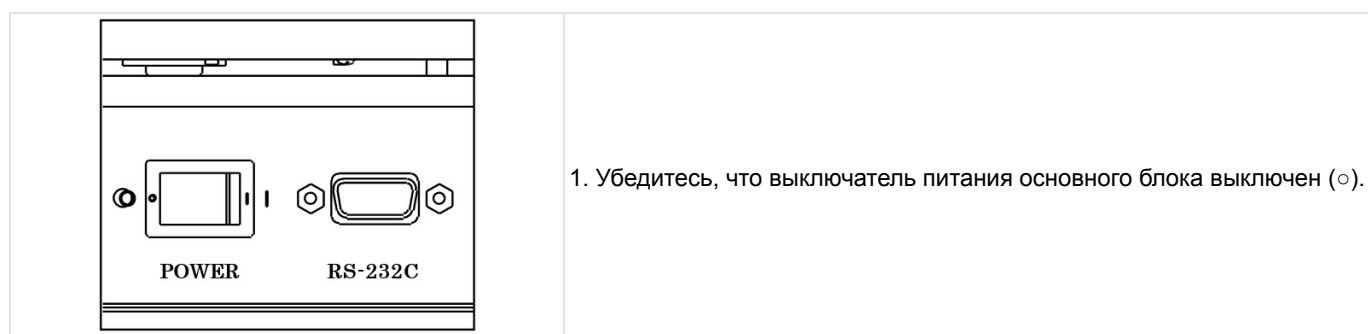 POWER RS-232C
1. Убедитесь, что выключатель питания основного блока выключен (○).